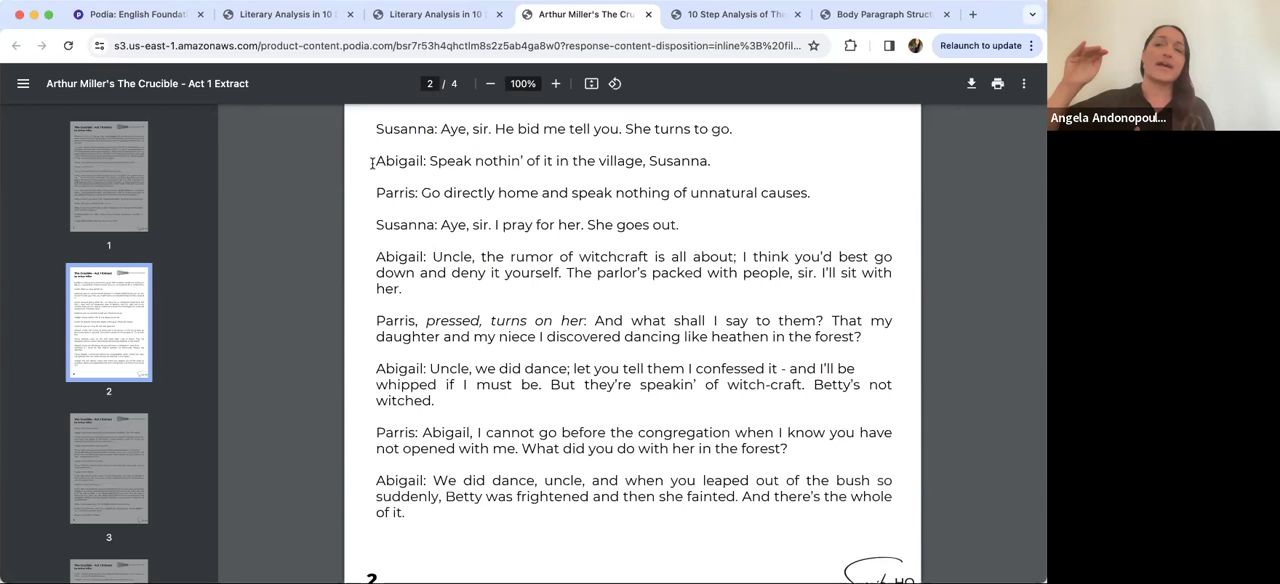 Podia: English Foundat
Literary Analysis in 10
Literary Analysis in 10 S
Arthur Miller's The Cru
10 Step Analysis of The
Body Paragraph Struct
s3.us-east-1.amazonaws.com/product-content.podia.com/bsr7r53h4qrctlm3s2z5ab4ga8w0?response-content-disposition=inline%3B%20fil...
Relaunch to update
Arthur Miller's The Crucible - Act 1 Extract
2 / 4
100%
Susanna: Aye, sir. He bid me tell you. She turns to go.
Abigail: Speak nothin' of it in the village, Susanna.
Parris: Go directly home and speak nothing of unnatural causes.
Susanna: Aye, sir. I pray for her. She goes out.
Abigail: Uncle, the rumor of witchcraft is all about; I think you'd best go
down and deny it yourself. The parlor's packed with people, sir. I'll sit with
her.
Parris, pressed, turns on her: And what shall I say to them? That my
daughter and my niece I discovered dancing like heathen in the forest?
Abigail: Uncle, we did dance, let you tell them I confessed it - and I'll be
whipped if I must be. But they're speakin' of witch-craft. Betty's not
witched.
Parris: Abigail, I cannot go before the congregation when I know you have
not opened with me. What did you do with her in the forest?
Abigail: We did dance, uncle, and when you leaped out of the bush so
suddenly, Betty was frightened and then she fainted. And there's the whole
of it.
2
HQ
1
2
3
Angela Andonopoul...